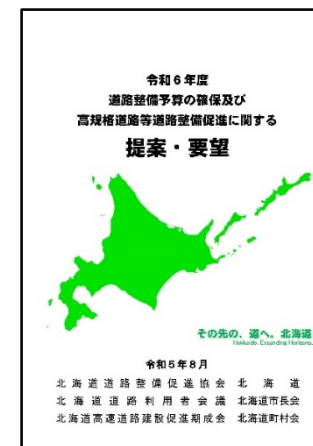 令和6年度
道路整備予算の確保及び
高規格道路等道路整備促進に関する
提案・要望
その先の、道へ。北海道
Hokkaido. Expanding Horizons.
令和5年8月
北海道道路整備促進協会 北海道
北海道道路利用者会議 北海道市長会
北海道高速道路建設促進期成会 北海道町村会